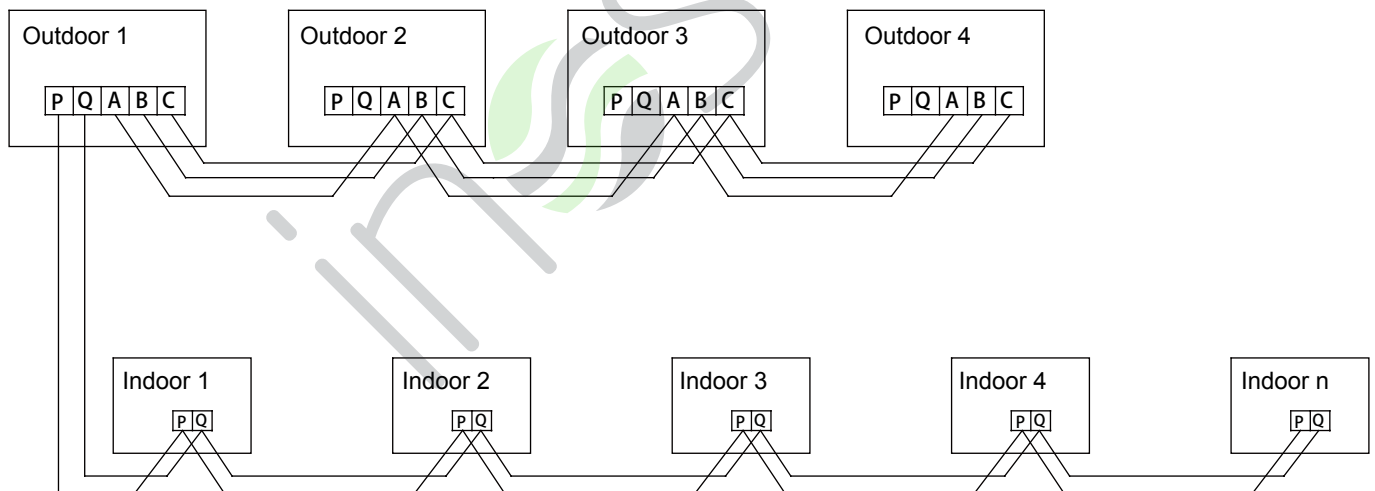 Outdoor 1
Outdoor 2
Outdoor 3
Outdoor 4
P Q A B C
P Q A B C
P Q A B C
P Q A B C
Indoor 1
Indoor 2
Indoor 3
Indoor 4
Indoor n
P Q
P Q
P Q
P Q
P Q